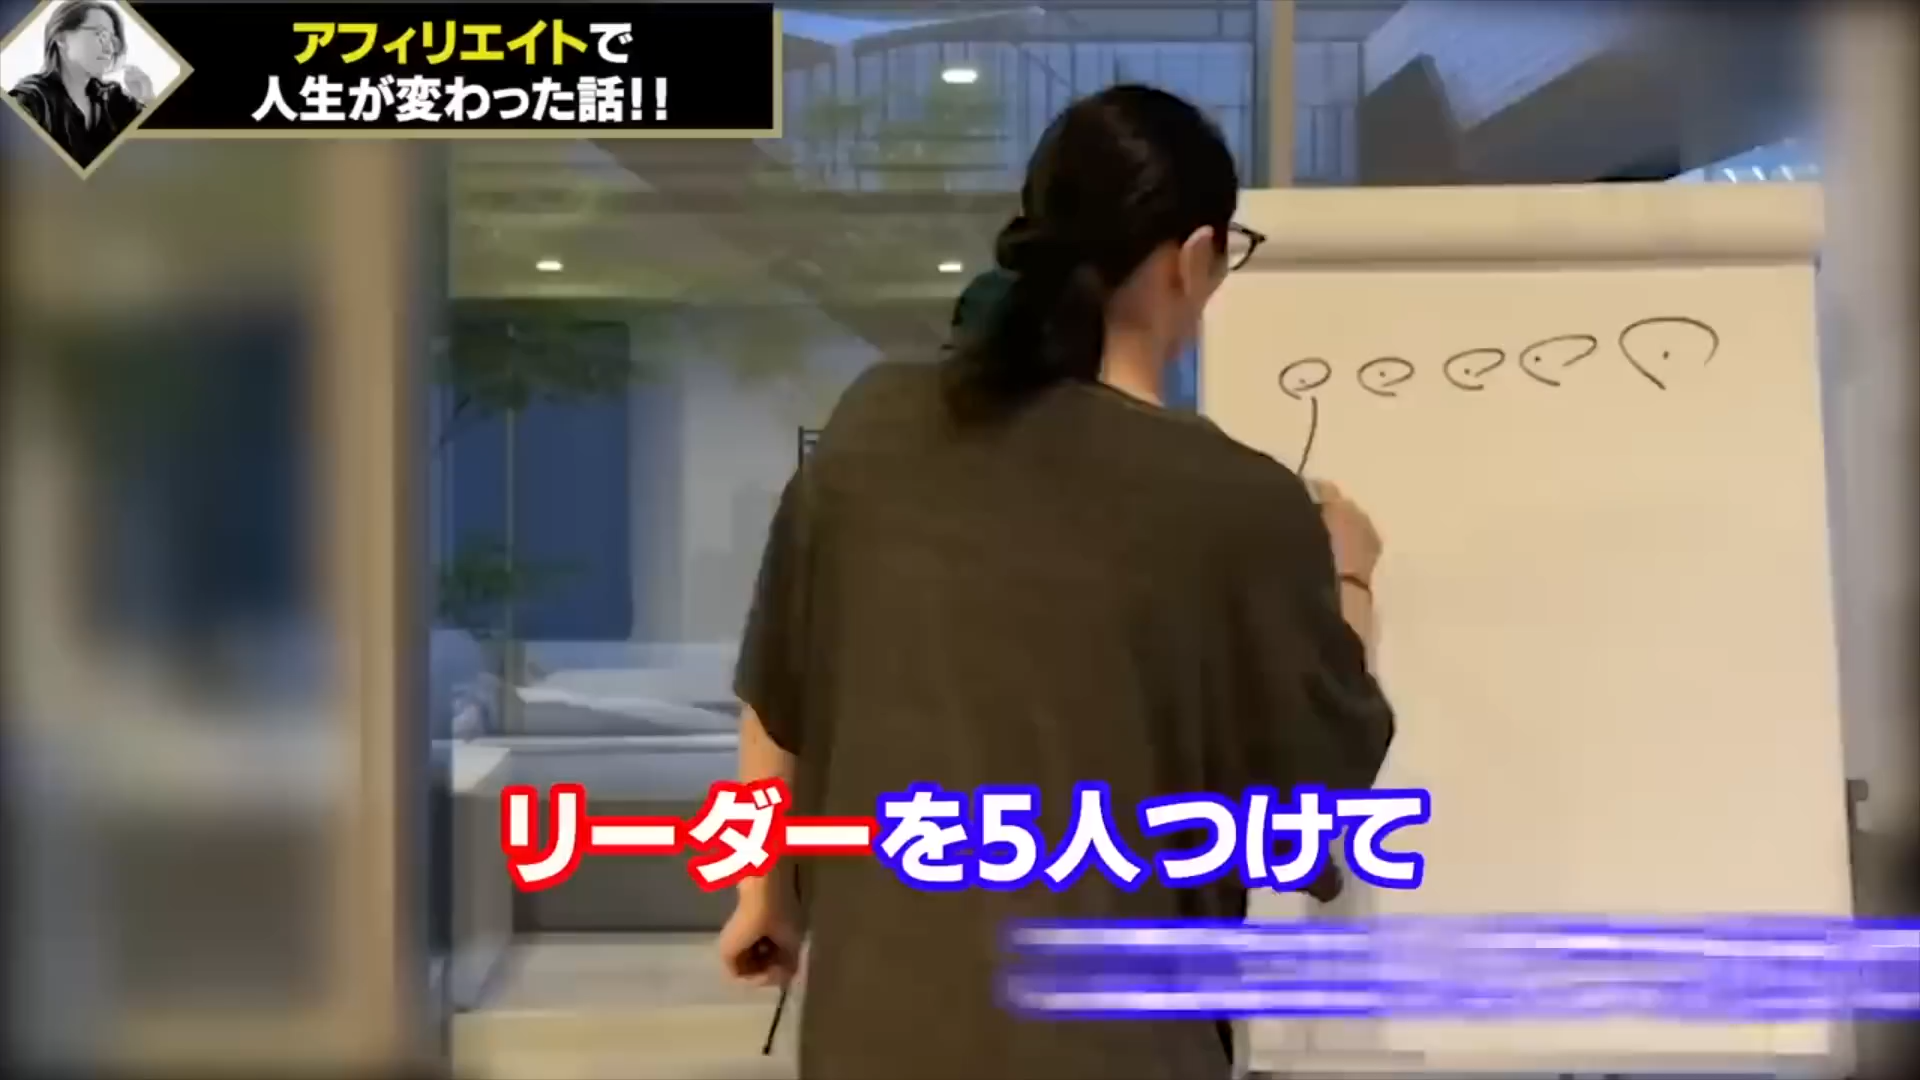 アフィリエイトで
人生が変わった話!!
リーダーを5人つけて